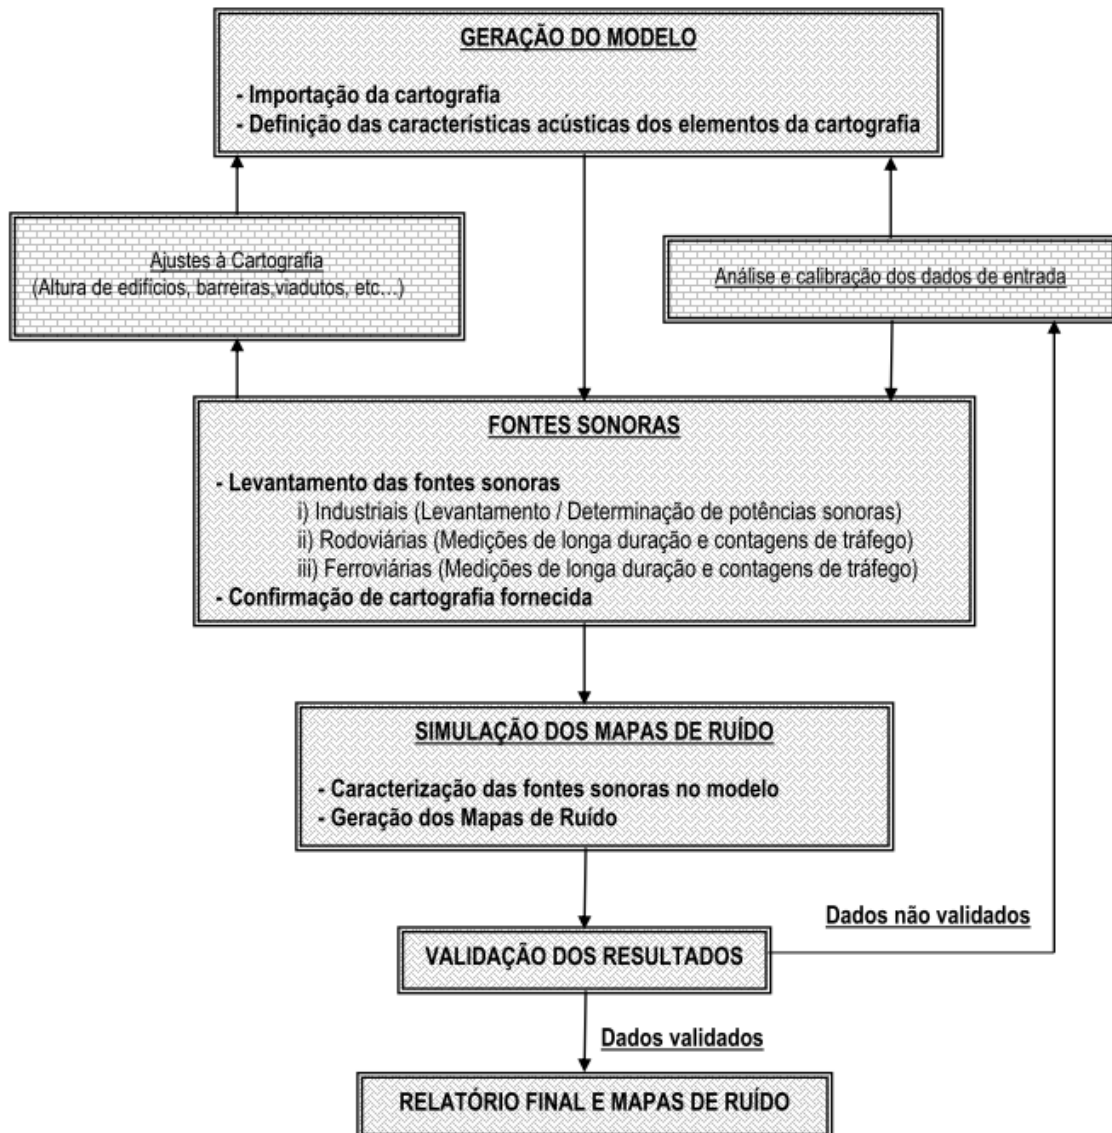 GERAÇÃO DO MODELO
- Importação da cartografia
- Definição das características acústicas dos elementos da cartografia
Ajustes à Cartografia
(Altura de edifícios, barreiras,viadutos, etc…)
Análise e calibração dos dados de entrada
FONTES SONORAS
- Levantamento das fontes sonoras
i) Industriais (Levantamento / Determinação de potências sonoras)
ii) Rodoviárias (Medições de longa duração e contagens de tráfego)
iii) Ferroviárias (Medições de longa duração e contagens de tráfego)
- Confirmação de cartografia fornecida
SIMULAÇÃO DOS MAPAS DE RUÍDO
- Caracterização das fontes sonoras no modelo
- Geração dos Mapas de Ruído
Dados não validados
VALIDAÇÃO DOS RESULTADOS
Dados validados
RELATÓRIO FINAL E MAPAS DE RUÍDO